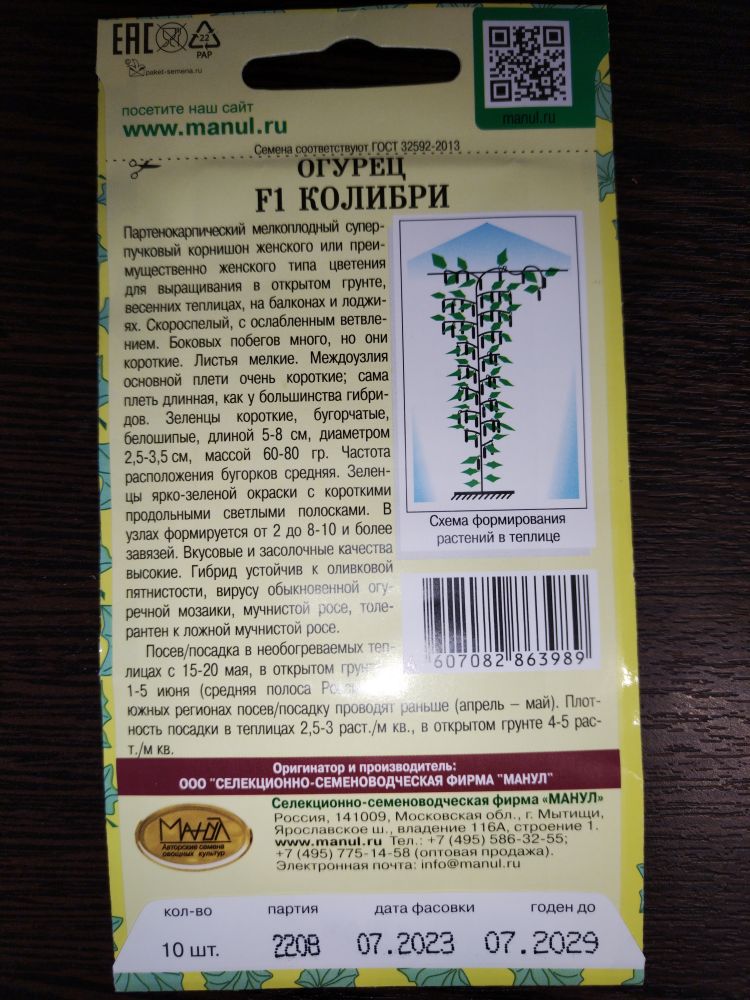 EAC
22
PAP
paket-semena.ru
посетите наш сайт
www.manul.ru
manul.ru
Семена соответствуют ГОСТ 32592-2013
ОГУРЕЦ
F1 КОЛИБРИ
Партенокарпический мелкоплодный супер-
пучковый корнишон женского или преи-
мущественно женского типа цветения
для выращивания в открытом грунте,
весенних теплицах, на балконах и лоджи-
ях. Скороспелый, с ослабленным ветвле-
нием. Боковых побегов много, но они
короткие. Листья мелкие. Междоузлия
основной плети очень короткие; сама
плеть длинная, как у большинства гибри-
дов. Зеленцы короткие, бугорчатые,
белошипые, длиной 5-8 см, диаметром
2,5-3,5 см, массой 60-80 гр. Частота
расположения бугорков средняя. Зелен-
цы ярко-зеленой окраски с короткими
продольными светлыми полосками. В
узлах формируется от 2 до 8-10 и более
завязей. Вкусовые и засолочные качества
высокие. Гибрид устойчив к оливковой
пятнистости, вирусу обыкновенной огу-
речной мозаики, мучнистой росе, толе-
рантен к ложной мучнистой росе.
Посев/посадка в необогреваемых теп-
лицах с 15-20 мая, в открытом грунте
1-5 июня (средняя полоса
южных регионах посев/посадку проводят раньше (апрель – май). Плот-
ность посадки в теплицах 2,5-3 раст./м кв., в открытом грунте 4-5 рас-
т./м кв.
Схема формирования
растений в теплице
607082 863989
Оригинатор и производитель:
ООО "СЕЛЕКЦИОННО-СЕМЕНОВОДЧЕСКАЯ ФИРМА "МАНУЛ"
МАНУЛ
Авторские семена
овощных культур
Селекционно-семеноводческая фирма «МАНУЛ»
Россия, 141009, Московская обл., г. Мытищи,
Ярославское ш., владение 116А, строение 1.
www.manul.ru Тел.: +7 (495) 586-32-55;
+7 (495) 775-14-58 (оптовая продажа).
Электронная почта: info@manul.ru
кол-во партия дата фасовки годен до
10 шт. 2208 07.2023 07.2029